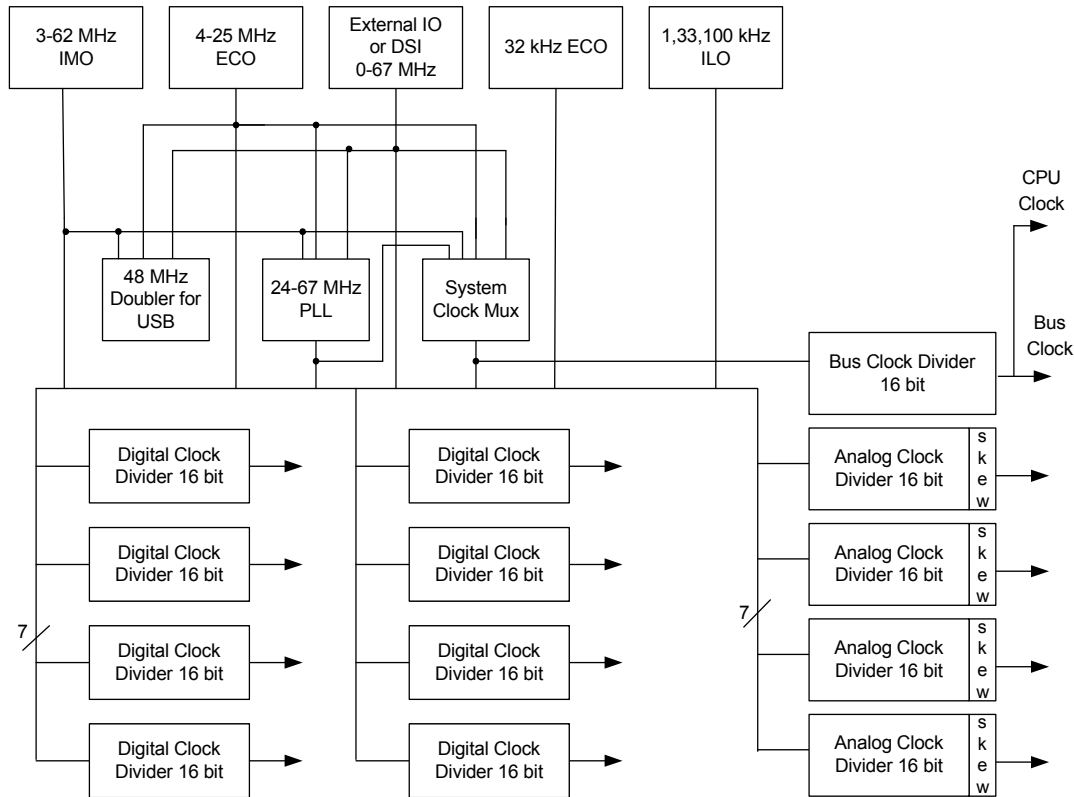 3-62 MHz
IMO
4-25 MHz
ECO
External IO
or DSI
0-67 MHz
32 kHz ECO
1,33,100 kHz
ILO
CPU
Clock
48 MHz
Doubler for
USB
24-67 MHz
PLL
System
Clock Mux
Bus
Clock
Bus Clock Divider
16 bit
Digital Clock
Divider 16 bit
Digital Clock
Divider 16 bit
Analog Clock
Divider 16 bit
s
k
e
w
Digital Clock
Divider 16 bit
Digital Clock
Divider 16 bit
Analog Clock
Divider 16 bit
s
k
e
w
7
7
Digital Clock
Divider 16 bit
Digital Clock
Divider 16 bit
Analog Clock
Divider 16 bit
s
k
e
w
Digital Clock
Divider 16 bit
Digital Clock
Divider 16 bit
Analog Clock
Divider 16 bit
s
k
e
w